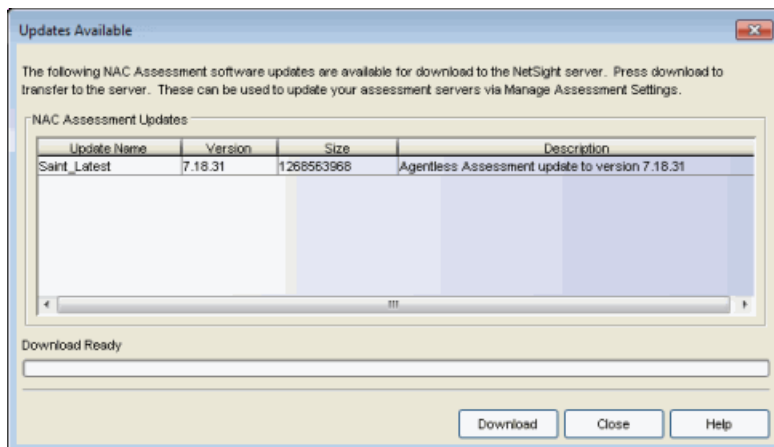 Updates Available
The following NAC Assessment software updates are available for download to the NetSight server. Press download to
transfer to the server. These can be used to update your assessment servers via Manage Assessment Settings.
NAC Assessment Updates
Update Name Version Size Description
Saint_Latest 7.18.31 1268563968 Agentless Assessment update to version 7.18.31
Download Ready
Download Close Help